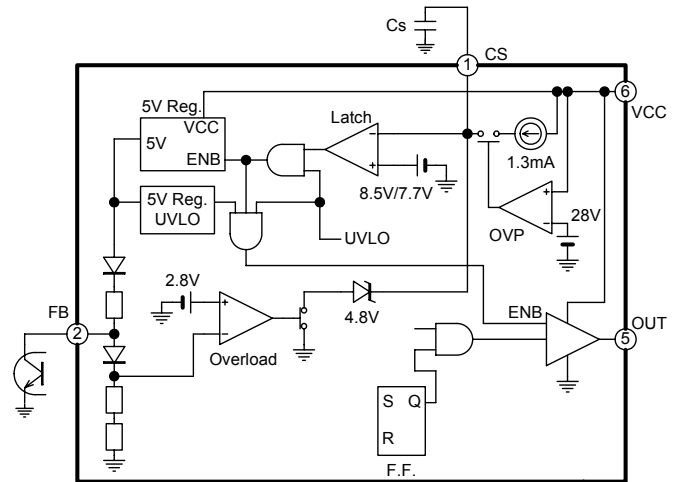 Cs
1
CS
6
VCC
5V Reg.
VCC
5V
ENB
Latch
8.5V/7.7V
1.3mA
5V Reg.
UVLO
UVLO
OVP
28V
2.8V
4.8V
FB
2
Overload
ENB
OUT
5
S Q
R
F.F.